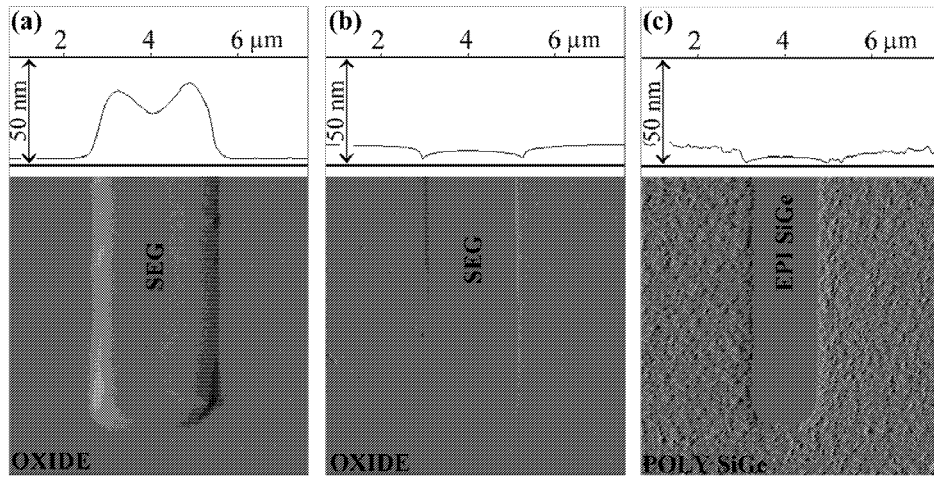 (a)
2 4 6 μm
50 nm
SEG
OXIDE
(b)
2 4 6 μm
50 nm
SEG
OXIDE
(c)
2 4 6 μm
50 nm
EPI SiGe
POLY SiGe